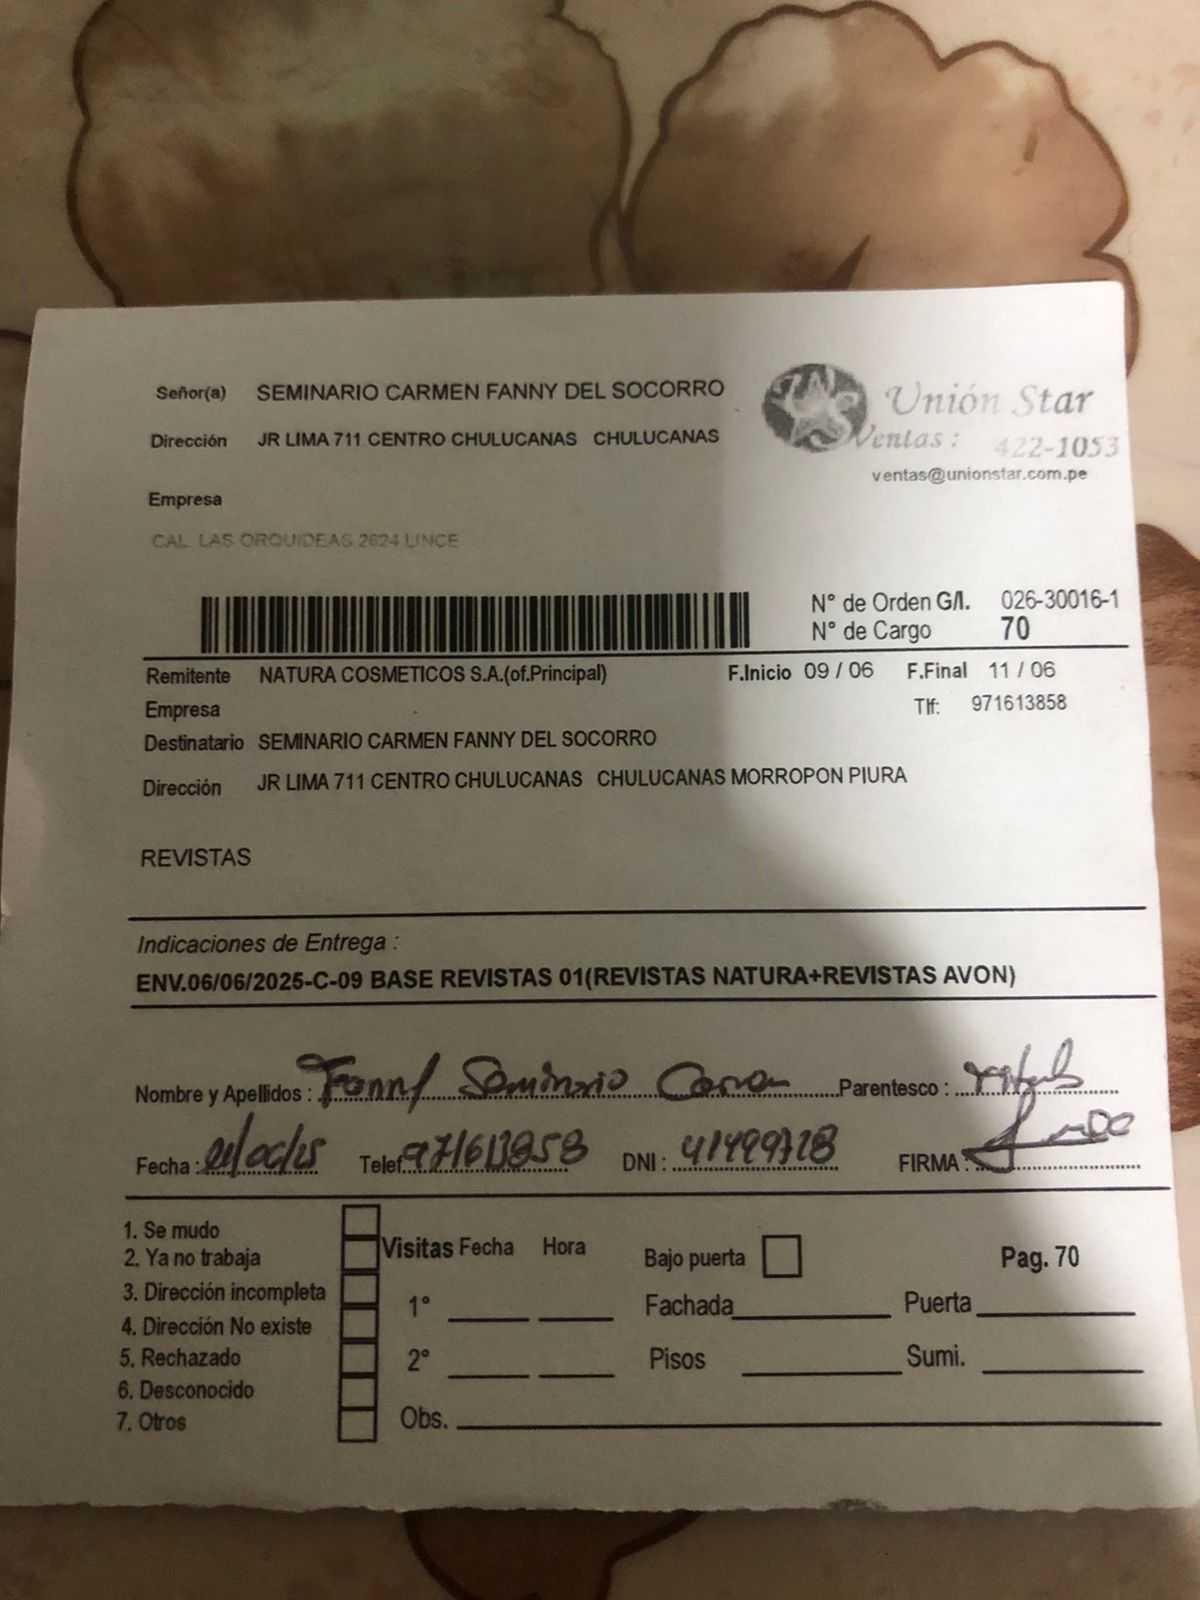 Señor(a) SEMINARIO CARMEN FANNY DEL SOCORRO
Unión Star
Dirección JR LIMA 711 CENTRO CHULUCANAS CHULUCANAS
Ventas : 422-1053
ventas@unionstar.com.pe
Empresa
CAL. LAS ORQUIDEAS 2624 LINCE
N° de Orden G/I. 026-30016-1
N° de Cargo 70
Remitente NATURA COSMETICOS S.A.(of.Principal) F.Inicio 09 / 06 F.Final 11 / 06
Empresa Tlf: 971613858
Destinatario SEMINARIO CARMEN FANNY DEL SOCORRO
Dirección JR LIMA 711 CENTRO CHULUCANAS CHULUCANAS MORROPON PIURA
REVISTAS
Indicaciones de Entrega :
ENV.06/06/2025-C-09 BASE REVISTAS 01(REVISTAS NATURA+REVISTAS AVON)
Nombre y Apellidos : Fanny Seminario Carmen Parentesco :
Fecha : Telef. 971613858 DNI : 41499728 FIRMA :
1. Se mudo
2. Ya no trabaja
3. Dirección incompleta
4. Dirección No existe
5. Rechazado
6. Desconocido
7. Otros
Visitas Fecha Hora
1°
2°
Obs.
Bajo puerta Pag. 70
Fachada Puerta
Pisos Sumi.